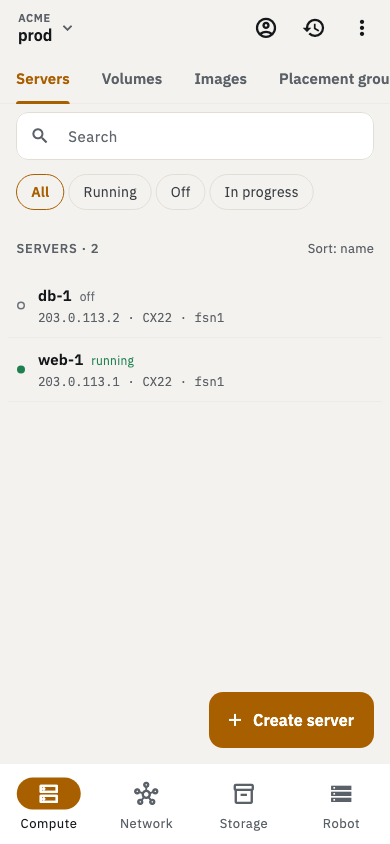 ACME
prod
Servers Volumes Images Placement grou
Search
All Running Off In progress
SERVERS · 2 Sort: name
db-1 off
203.0.113.2 · CX22 · fsn1
web-1 running
203.0.113.1 · CX22 · fsn1
+ Create server
Compute Network Storage Robot